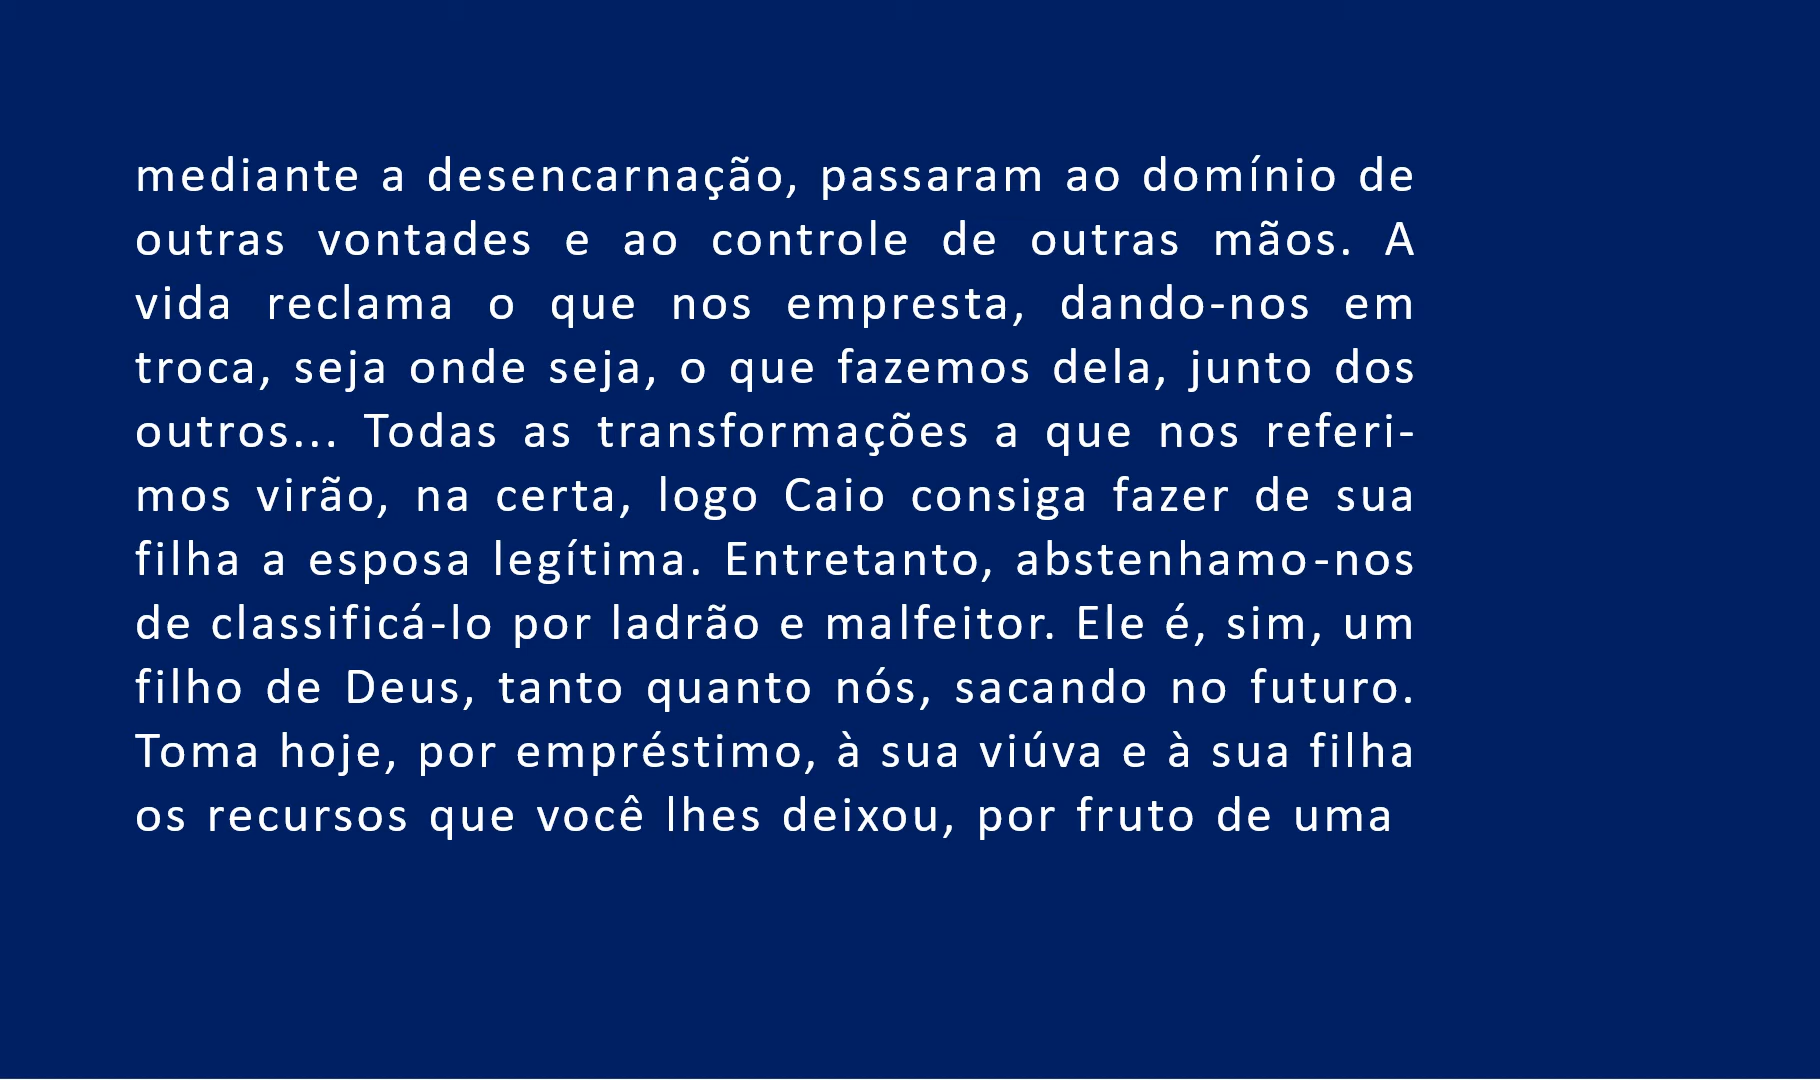 mediante a desencarnação, passaram ao domínio de
outras vontades e ao controle de outras mãos. A
vida reclama o que nos empresta, dando-nos em
troca, seja onde seja, o que fazemos dela, junto dos
outros... Todas as transformações a que nos referi-
mos virão, na certa, logo Caio consiga fazer de sua
filha a esposa legítima. Entretanto, abstenhamo-nos
de classificá-lo por ladrão e malfeitor. Ele é, sim, um
filho de Deus, tanto quanto nós, sacando no futuro.
Toma hoje, por empréstimo, à sua viúva e à sua filha
os recursos que você lhes deixou, por fruto de uma